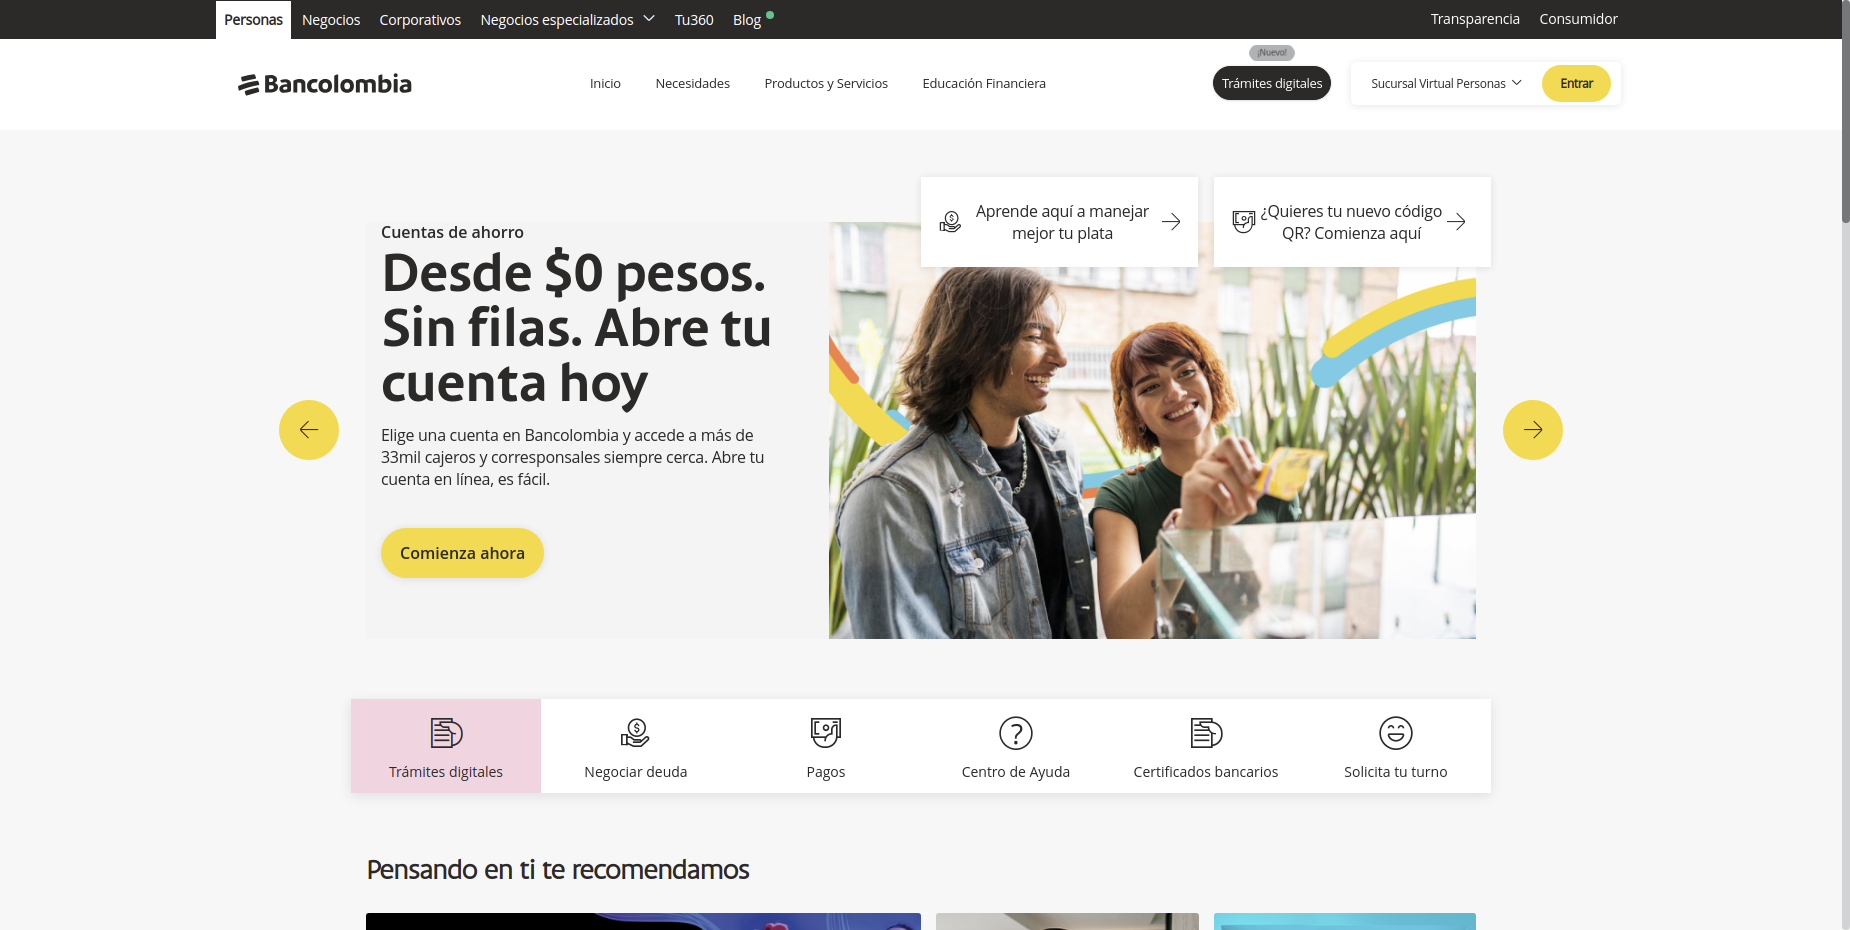 Personas Negocios Corporativos Negocios especializados Tu360 Blog Transparencia Consumidor
¡Nuevo!
Bancolombia Inicio Necesidades Productos y Servicios Educación Financiera Trámites digitales Sucursal Virtual Personas Entrar
Aprende aquí a manejar
mejor tu plata
¿Quieres tu nuevo código
QR? Comienza aquí
Cuentas de ahorro
Desde $0 pesos.
Sin filas. Abre tu
cuenta hoy
Elige una cuenta en Bancolombia y accede a más de
33mil cajeros y corresponsales siempre cerca. Abre tu
cuenta en línea, es fácil.
Comienza ahora
Trámites digitales Negociar deuda Pagos Centro de Ayuda Certificados bancarios Solicita tu turno
Pensando en ti te recomendamos